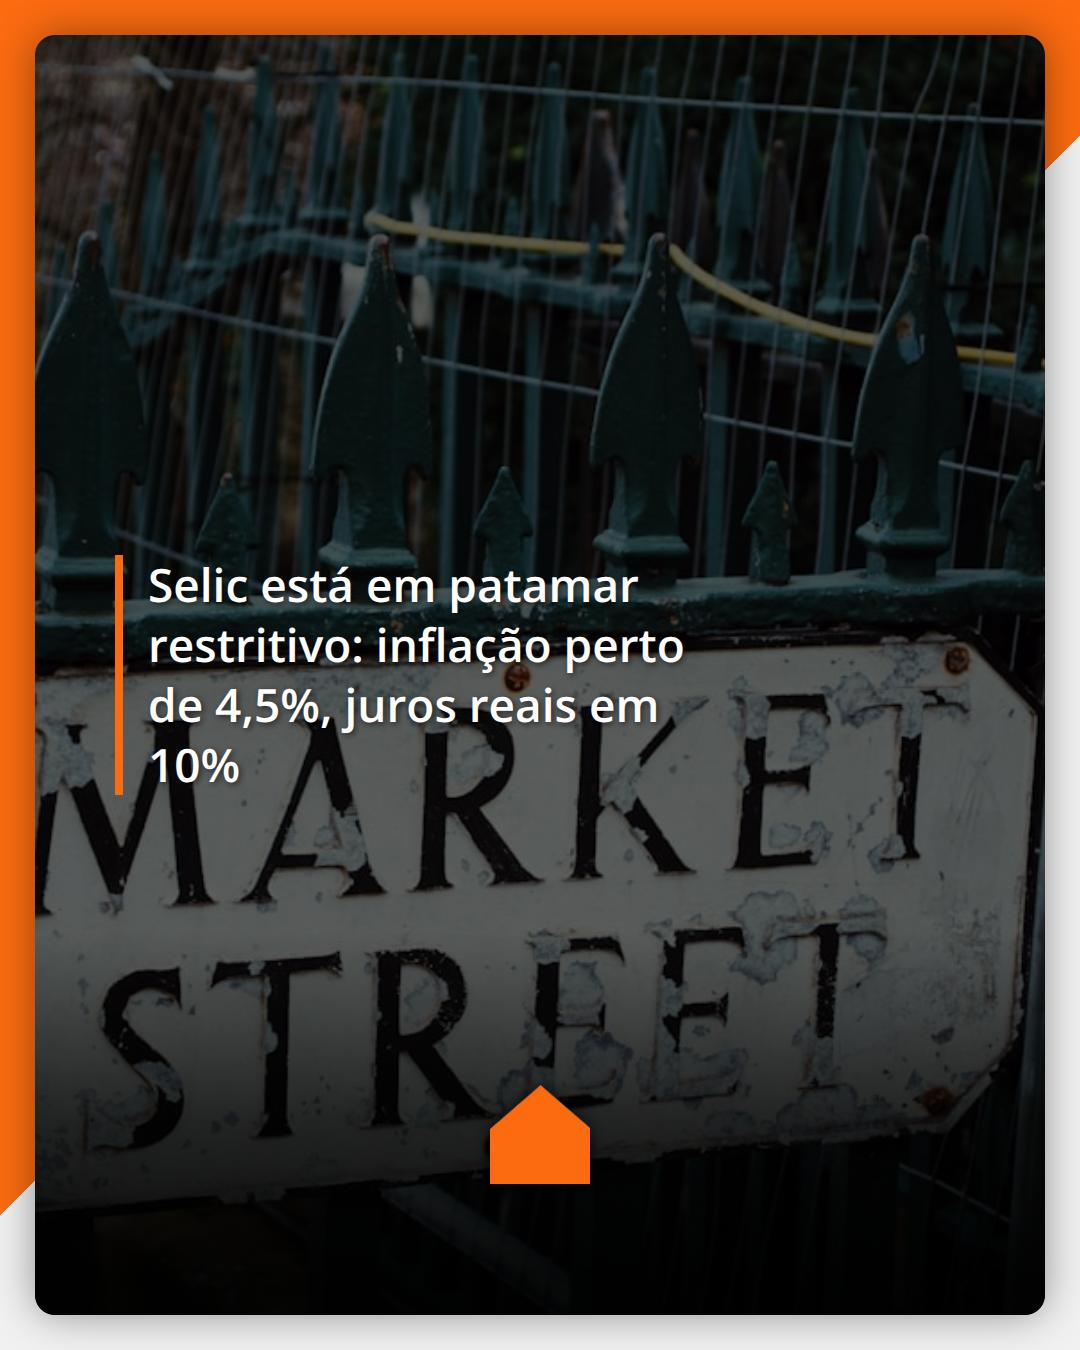 Selic está em patamar
restritivo: inflação perto
de 4,5%, juros reais em
10%
MARKET
STREET